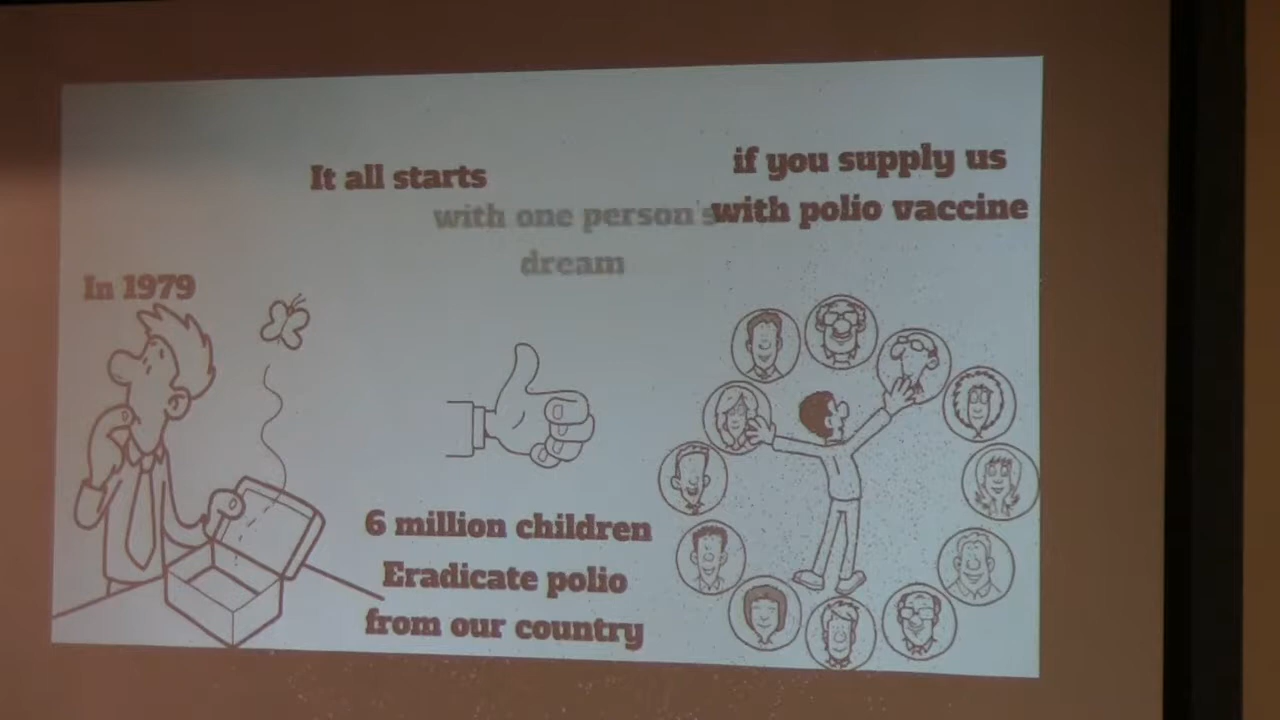 It all starts
with one person's
dream
if you supply us
with polio vaccine
In 1979
6 million children
Eradicate polio
from our country